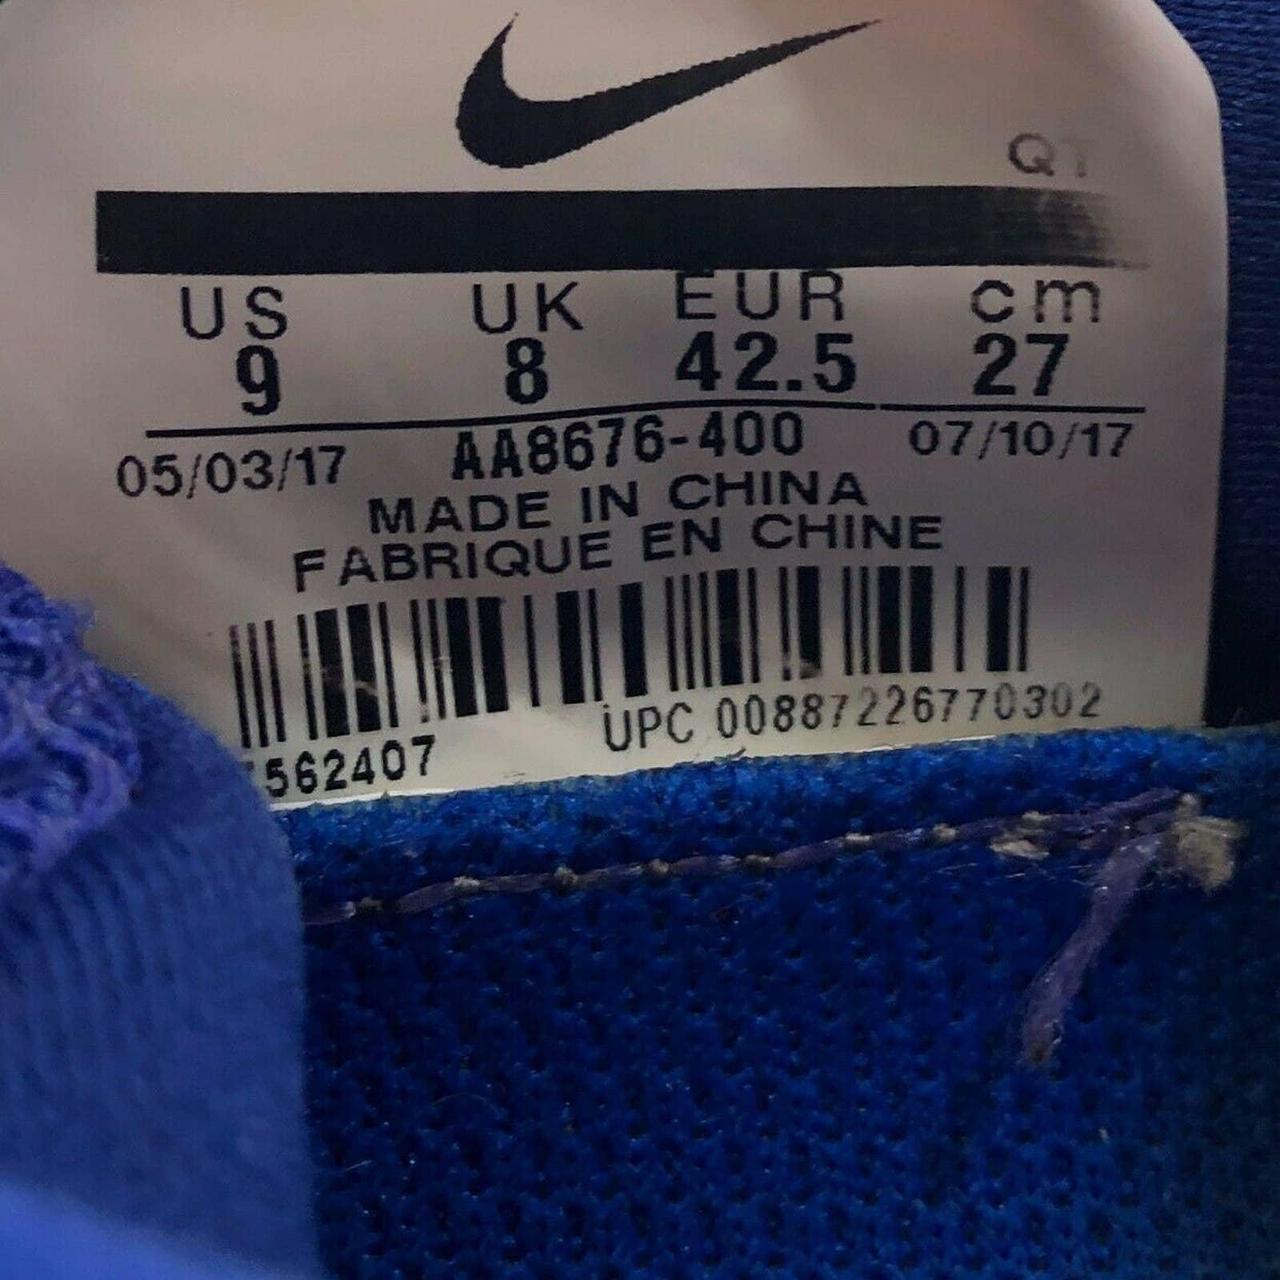 QT
US UK EUR cm
9 8 42.5 27
05/03/17 AA8676-400 07/10/17
MADE IN CHINA
FABRIQUE EN CHINE
UPC 00887226770302
562407